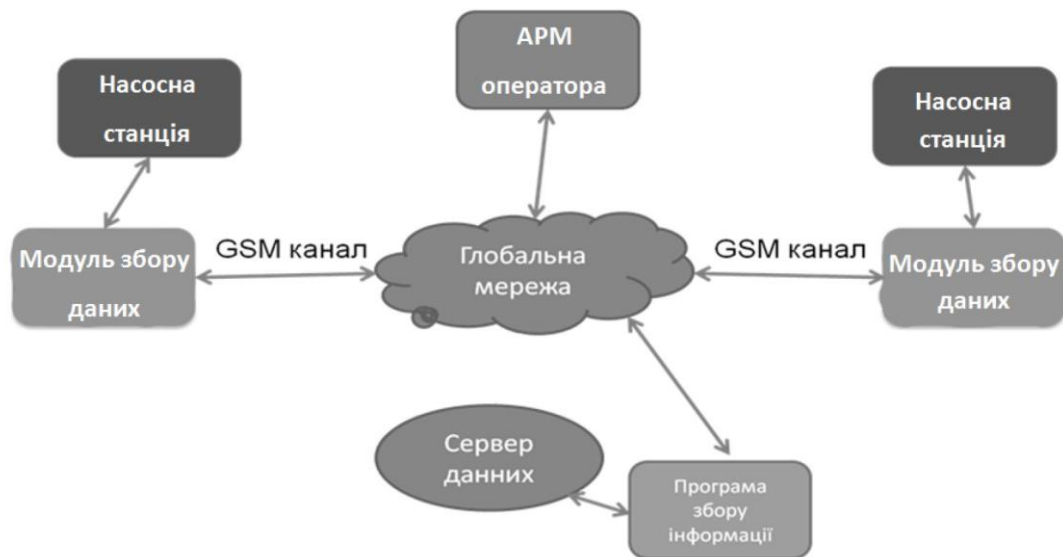 АРМ
оператора
Насосна
станція
Насосна
станція
Модуль збору
даних
GSM канал
Глобальна
мережа
GSM канал
Модуль збору
даних
Сервер
данних
Програма
збору
інформації